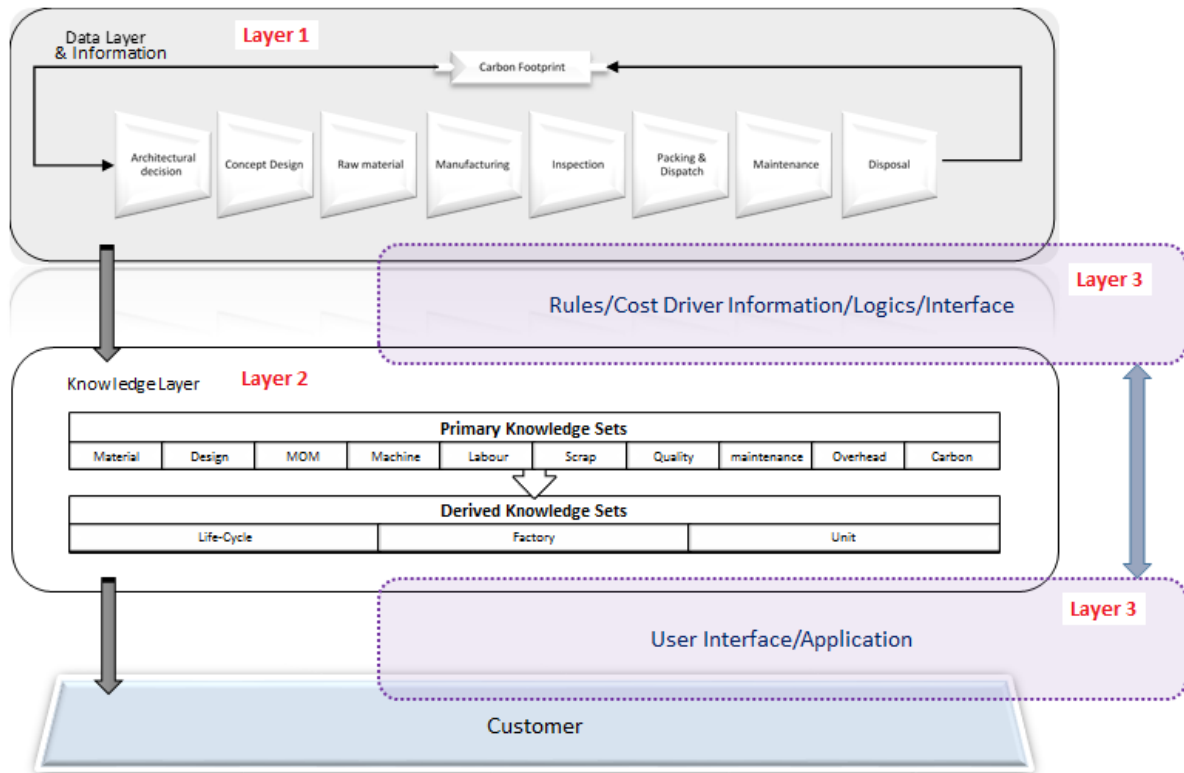 Data Layer
& Information
Layer 1
Carbon Footprint
Architectural
decision
Concept Design
Raw material
Manufacturing
Inspection
Packing &
Dispatch
Maintenance
Disposal
Layer 3
Rules/Cost Driver Information/Logics/Interface
Knowledge Layer
Layer 2
Primary Knowledge Sets
Material
Design
MOM
Machine
Labour
Scrap
Quality
maintenance
Overhead
Carbon
Derived Knowledge Sets
Life-Cycle
Factory
Unit
Layer 3
User Interface/Application
Customer